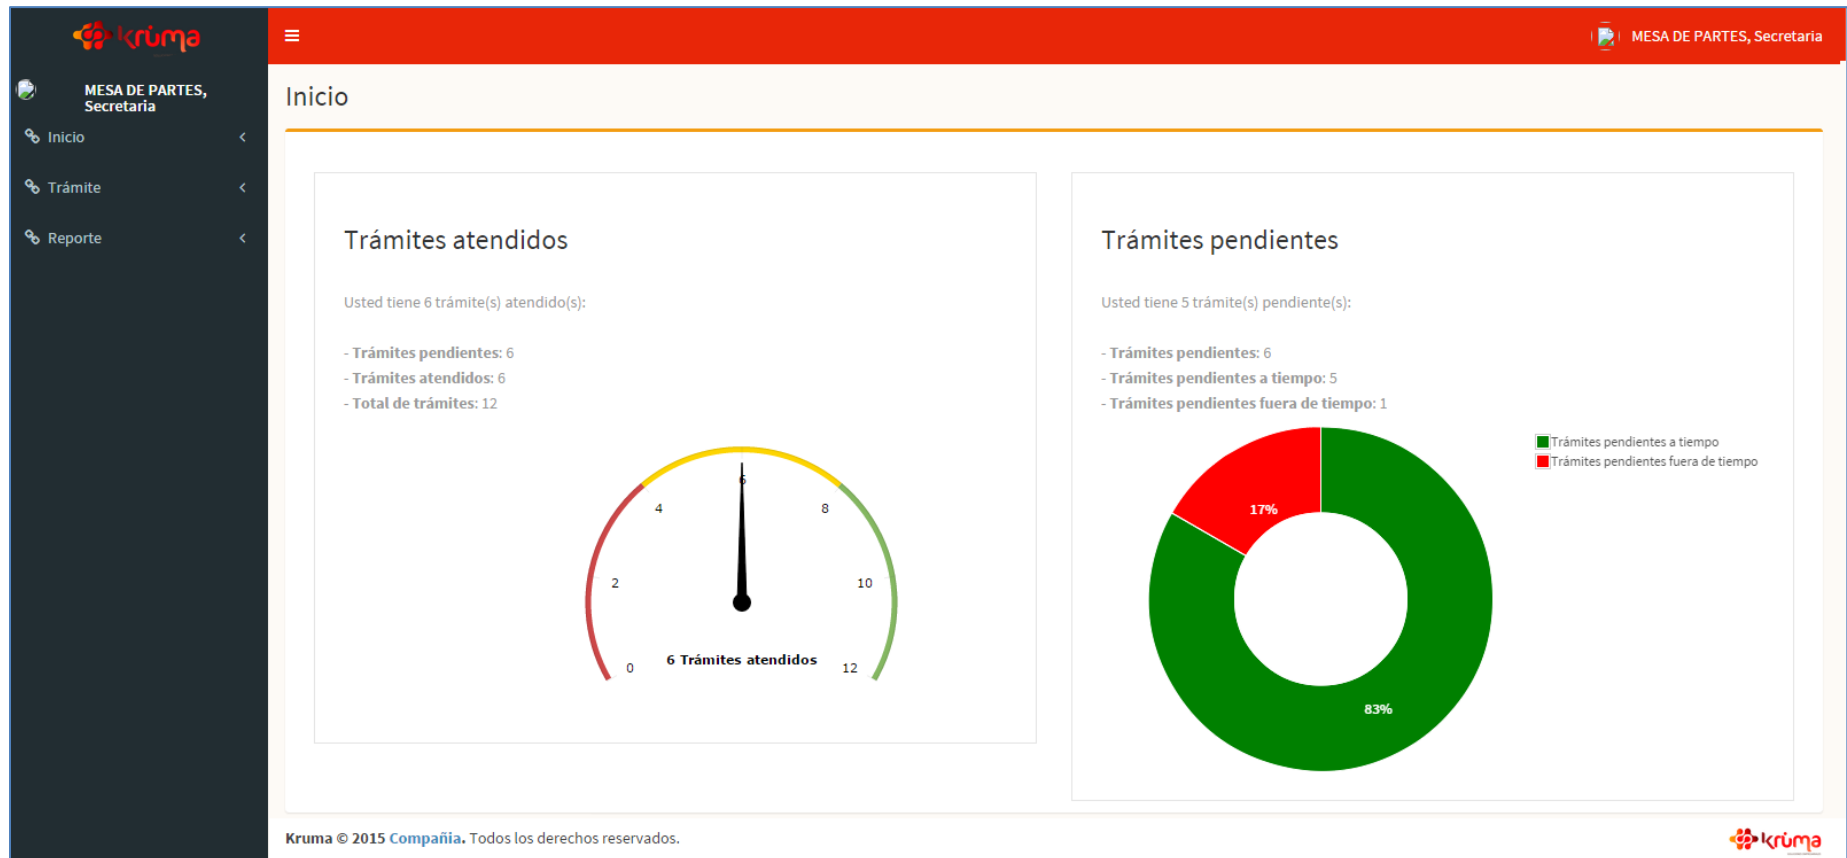 krùma
MESA DE PARTES, Secretaria
MESA DE PARTES,
Secretaria
Inicio
Trámite
Reporte
Inicio
Trámites atendidos
Usted tiene 6 trámite(s) atendido(s):
- Trámites pendientes: 6
- Trámites atendidos: 6
- Total de trámites: 12
0
2
4
6
8
10
12
6 Trámites atendidos
Trámites pendientes
Usted tiene 5 trámite(s) pendiente(s):
- Trámites pendientes: 6
- Trámites pendientes a tiempo: 5
- Trámites pendientes fuera de tiempo: 1
Trámites pendientes a tiempo
Trámites pendientes fuera de tiempo
17%
83%
Kruma © 2015 Compañia. Todos los derechos reservados.
krùma